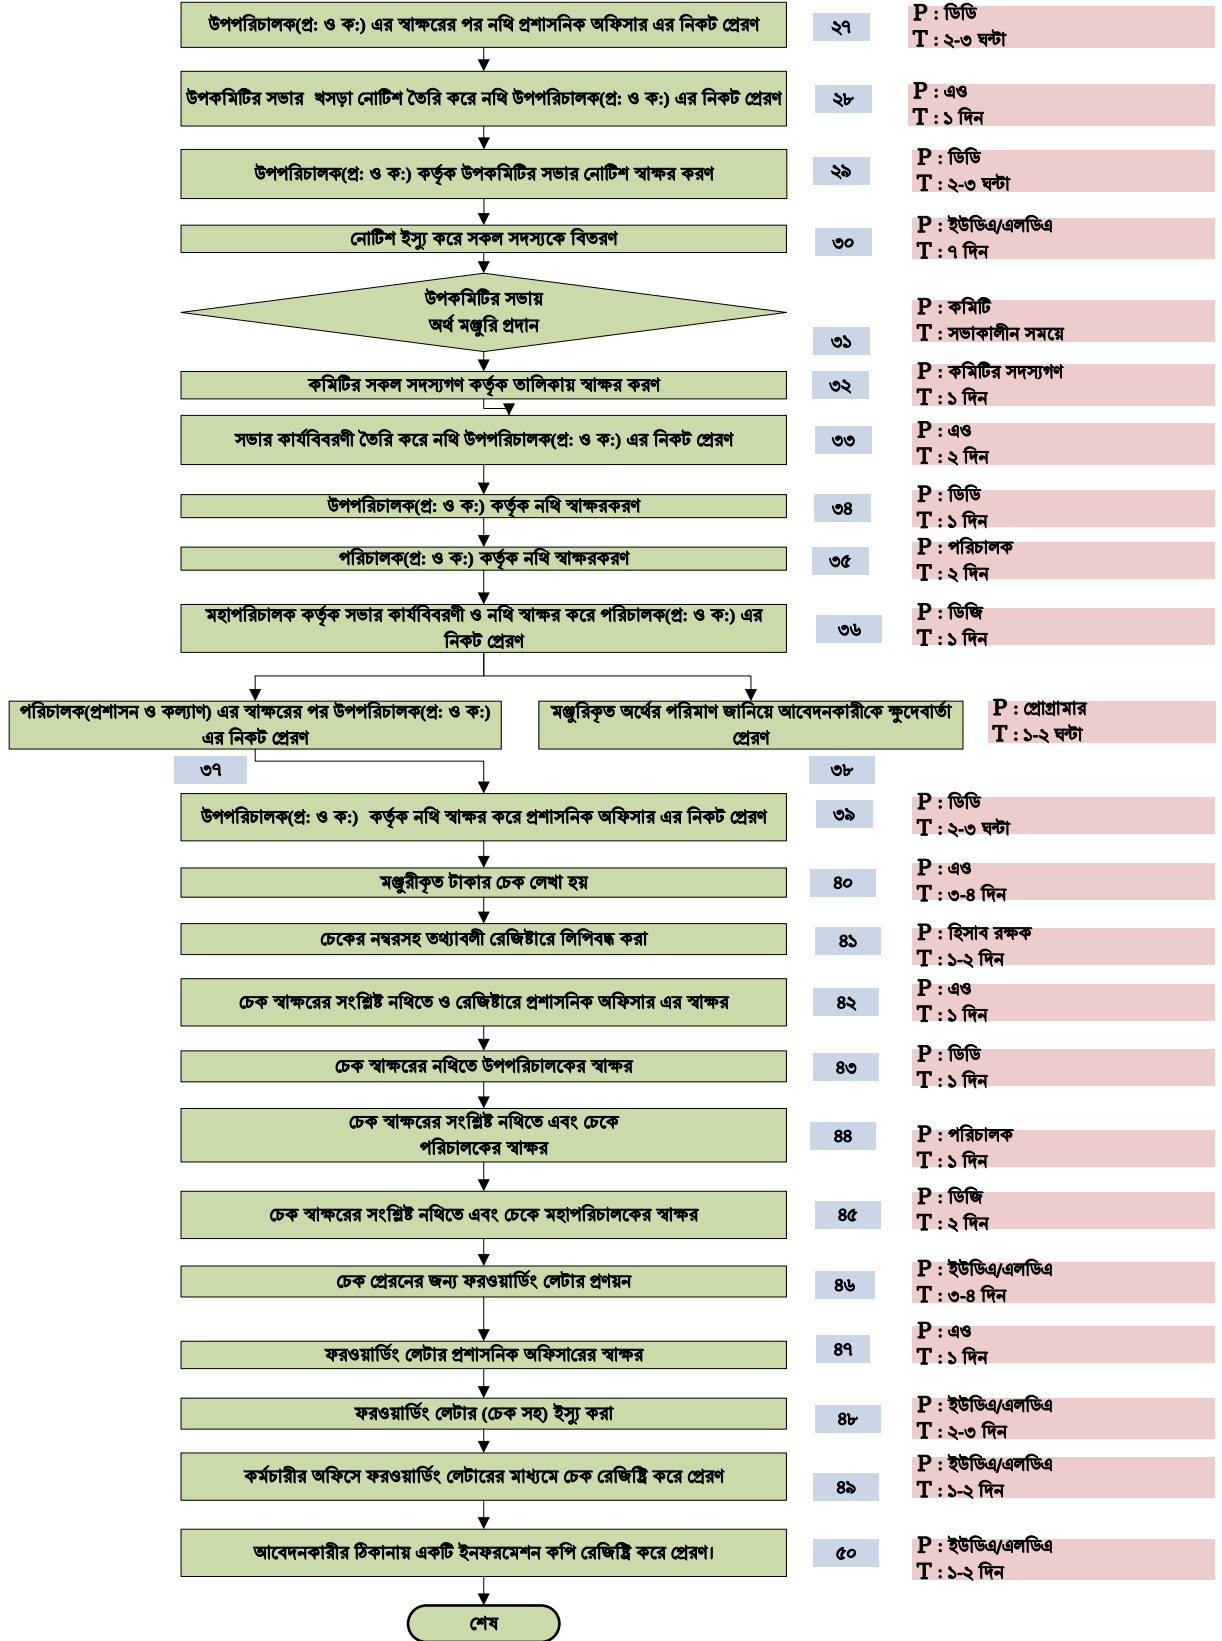 উপপরিচালক(প্র: ও ক:) এর স্বাক্ষরের পর নথি প্রশাসনিক অফিসার এর নিকট প্রেরণ
২৭
P : ডিডি
T : ২-৩ ঘন্টা
উপকমিটির সভার খসড়া নোটিশ তৈরি করে নথি উপপরিচালক(প্র: ও ক:) এর নিকট প্রেরণ
২৮
P : এও
T : ১ দিন
উপপরিচালক(প্র: ও ক:) কর্তৃক উপকমিটির সভার নোটিশ স্বাক্ষর করণ
২৯
P : ডিডি
T : ২-৩ ঘন্টা
নোটিশ ইস্যু করে সকল সদস্যকে বিতরণ
৩০
P : ইউডিএ/এলডিএ
T : ৭ দিন
উপকমিটির সভায়
অর্থ মঞ্জুরি প্রদান
৩১
P : কমিটি
T : সভাকালীন সময়ে
কমিটির সকল সদস্যগণ কর্তৃক তালিকায় স্বাক্ষর করণ
৩২
P : কমিটির সদস্যগণ
T : ১ দিন
সভার কার্যবিবরণী তৈরি করে নথি উপপরিচালক(প্র: ও ক:) এর নিকট প্রেরণ
৩৩
P : এও
T : ২ দিন
উপপরিচালক(প্র: ও ক:) কর্তৃক নথি স্বাক্ষরকরণ
৩৪
P : ডিডি
T : ১ দিন
পরিচালক(প্র: ও ক:) কর্তৃক নথি স্বাক্ষরকরণ
৩৫
P : পরিচালক
T : ২ দিন
মহাপরিচালক কর্তৃক সভার কার্যবিবরণী ও নথি স্বাক্ষর করে পরিচালক(প্র: ও ক:) এর
নিকট প্রেরণ
৩৬
P : ডিজি
T : ১ দিন
পরিচালক(প্রশাসন ও কল্যাণ) এর স্বাক্ষরের পর উপপরিচালক(প্র: ও ক:)
এর নিকট প্রেরণ
৩৭
মঞ্জুরিকৃত অর্থের পরিমাণ জানিয়ে আবেদনকারীকে ক্ষুদেবার্তা
প্রেরণ
৩৮
P : প্রোগ্রামার
T : ১-২ ঘন্টা
উপপরিচালক(প্র: ও ক:) কর্তৃক নথি স্বাক্ষর করে প্রশাসনিক অফিসার এর নিকট প্রেরণ
৩৯
P : ডিডি
T : ২-৩ ঘন্টা
মঞ্জুরীকৃত টাকার চেক লেখা হয়
৪০
P : এও
T : ৩-৪ দিন
চেকের নম্বরসহ তথ্যাবলী রেজিষ্টারে লিপিবদ্ধ করা
৪১
P : হিসাব রক্ষক
T : ১-২ দিন
চেক স্বাক্ষরের সংশ্লিষ্ট নথিতে ও রেজিষ্টারে প্রশাসনিক অফিসার এর স্বাক্ষর
৪২
P : এও
T : ১ দিন
চেক স্বাক্ষরের নথিতে উপপরিচালকের স্বাক্ষর
৪৩
P : ডিডি
T : ১ দিন
চেক স্বাক্ষরের সংশ্লিষ্ট নথিতে এবং চেকে
পরিচালকের স্বাক্ষর
৪৪
P : পরিচালক
T : ১ দিন
চেক স্বাক্ষরের সংশ্লিষ্ট নথিতে এবং চেকে মহাপরিচালকের স্বাক্ষর
৪৫
P : ডিজি
T : ২ দিন
চেক প্রেরনের জন্য ফরওয়ার্ডিং লেটার প্রণয়ন
৪৬
P : ইউডিএ/এলডিএ
T : ৩-৪ দিন
ফরওয়ার্ডিং লেটার প্রশাসনিক অফিসারের স্বাক্ষর
৪৭
P : এও
T : ১ দিন
ফরওয়ার্ডিং লেটার (চেক সহ) ইস্যু করা
৪৮
P : ইউডিএ/এলডিএ
T : ২-৩ দিন
কর্মচারীর অফিসে ফরওয়ার্ডিং লেটারের মাধ্যমে চেক রেজিষ্ট্রি করে প্রেরণ
৪৯
P : ইউডিএ/এলডিএ
T : ১-২ দিন
আবেদনকারীর ঠিকানায় একটি ইনফরমেশন কপি রেজিষ্ট্রি করে প্রেরণ।
৫০
P : ইউডিএ/এলডিএ
T : ১-২ দিন
শেষ